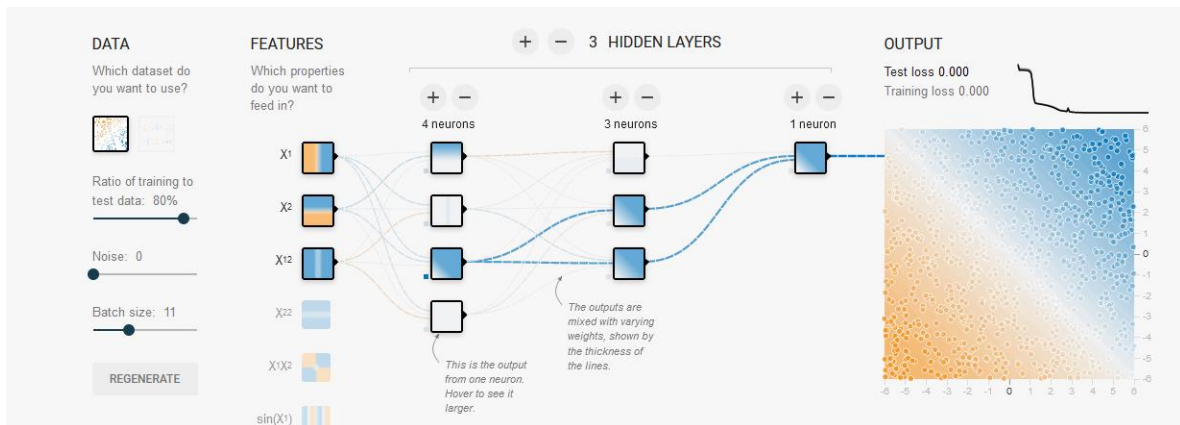 DATA
Which dataset do
you want to use?
Ratio of training to
test data: 80%
Noise: 0
Batch size: 11
REGENERATE
FEATURES
Which properties
do you want to
feed in?
X1
X2
X12
X22
X1X2
sin(X1)
+ − 3 HIDDEN LAYERS
+ −
4 neurons
+ −
3 neurons
+ −
1 neuron
This is the output
from one neuron.
Hover to see it
larger.
The outputs are
mixed with varying
weights, shown by
the thickness of
the lines.
OUTPUT
Test loss 0.000
Training loss 0.000
6
5
4
3
2
1
0
-1
-2
-3
-4
-5
-6
-6 -5 -4 -3 -2 -1 0 1 2 3 4 5 6